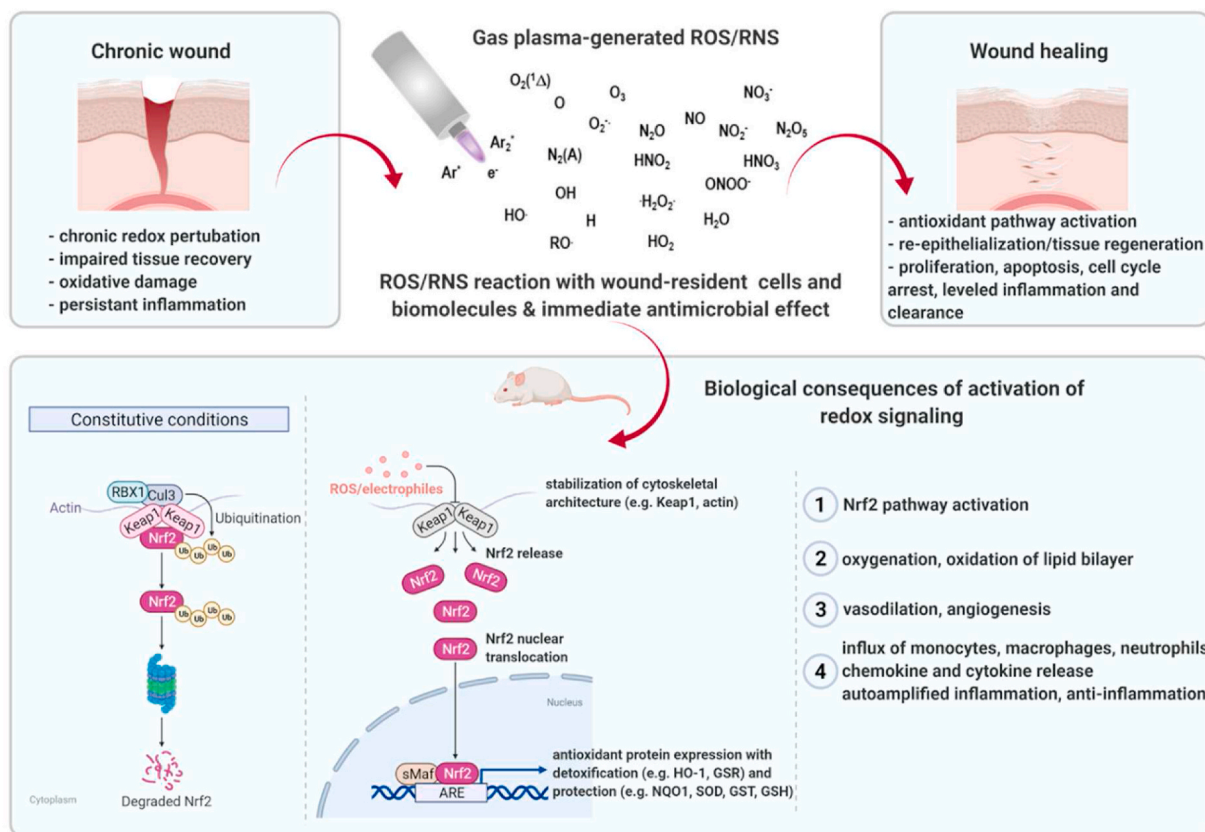 Chronic wound
- chronic redox pertubation
- impaired tissue recovery
- oxidative damage
- persistant inflammation
Gas plasma-generated ROS/RNS
O₂(¹Δ)
O
O₃
NO₃⁻
O₂⁻·
N₂O
NO
NO₂⁻
N₂O₅
Ar₂*
N₂(A)
HNO₂
HNO₃
Ar*
e⁻
OH
ONOO⁻
·H₂O₂⁻
HO·
H
H₂O
RO·
HO₂
ROS/RNS reaction with wound-resident cells and
biomolecules & immediate antimicrobial effect
Wound healing
- antioxidant pathway activation
- re-epithelialization/tissue regeneration
- proliferation, apoptosis, cell cycle
arrest, leveled inflammation and
clearance
Biological consequences of activation of
redox signaling
Constitutive conditions
RBX1
Cul3
Actin
Keap1
Keap1
Ubiquitination
Nrf2
Ub
Ub
Ub
Ub
Nrf2
Ub
Ub
Ub
Ub
Degraded Nrf2
Cytoplasm
ROS/electrophiles
stabilization of cytoskeletal
architecture (e.g. Keap1, actin)
Keap1
Keap1
Nrf2 release
Nrf2
Nrf2
Nrf2
Nrf2
Nrf2 nuclear
translocation
Nucleus
sMaf
Nrf2
ARE
antioxidant protein expression with
detoxification (e.g. HO-1, GSR) and
protection (e.g. NQO1, SOD, GST, GSH)
1 Nrf2 pathway activation
2 oxygenation, oxidation of lipid bilayer
3 vasodilation, angiogenesis
4 influx of monocytes, macrophages, neutrophils
chemokine and cytokine release
autoamplified inflammation, anti-inflammation